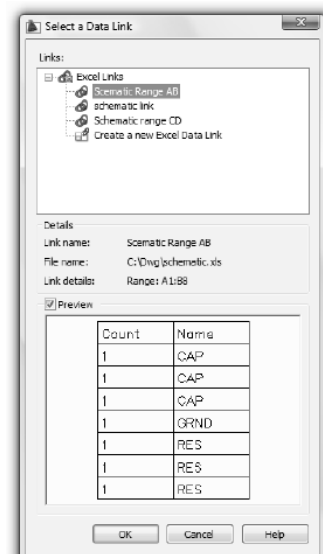 Select a Data Link
Links:
Excel Links
Scematic Range AB
schematic link
Schematic range CD
Create a new Excel Data Link
Details
Link name: Scematic Range AB
File name: C:\Dwg\schematic.xls
Link details: Range: A1:B8
Preview
Count Name
1 CAP
1 CAP
1 CAP
1 GRND
1 RES
1 RES
1 RES
OK Cancel Help